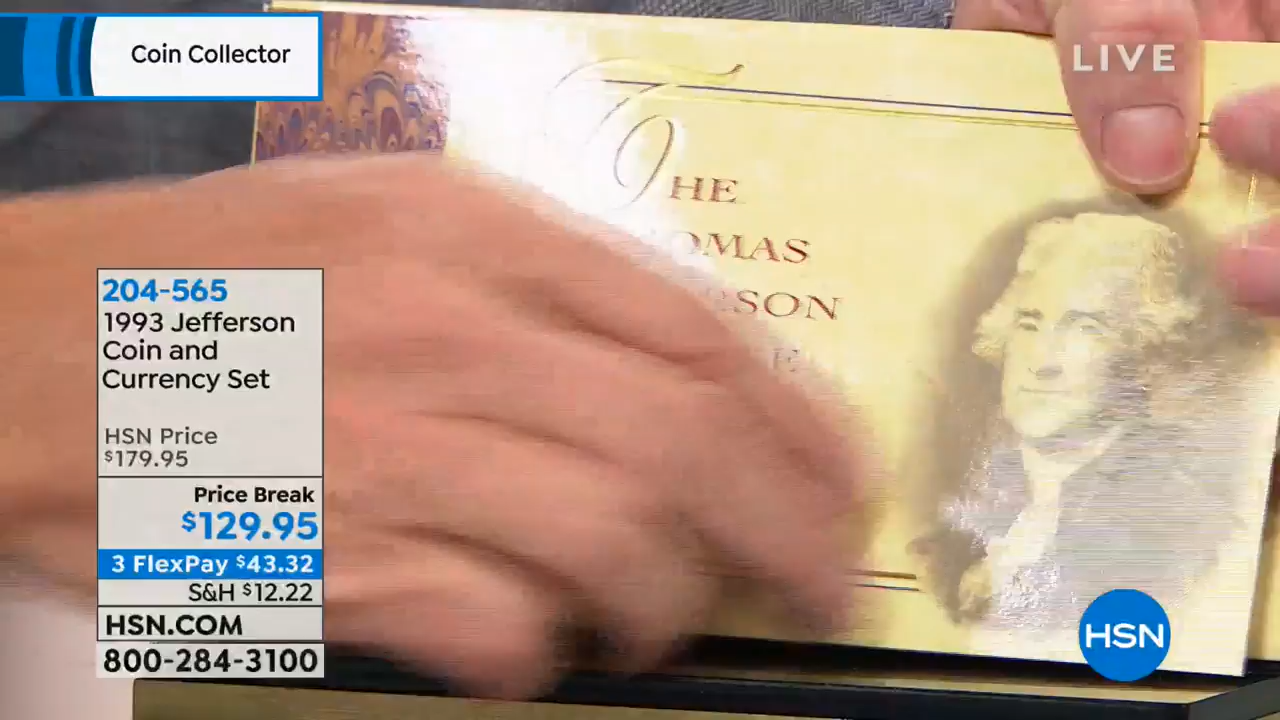 Coin Collector
LIVE
THE
OMAS
SON
E
204-565
1993 Jefferson
Coin and
Currency Set
HSN Price
$179.95
Price Break
$129.95
3 FlexPay $43.32
S&H $12.22
HSN.COM
800-284-3100
HSN